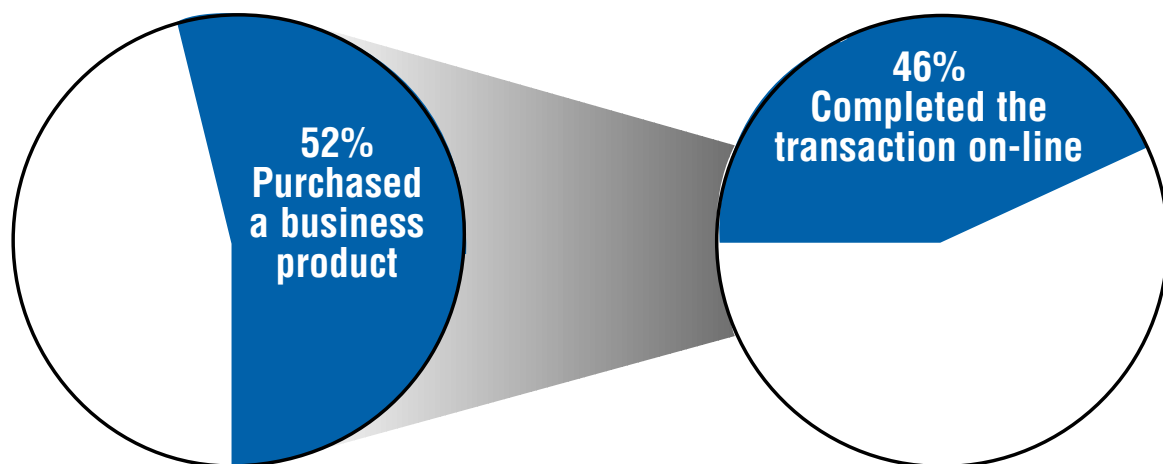 52%
Purchased
a business
product
46%
Completed the
transaction on-line